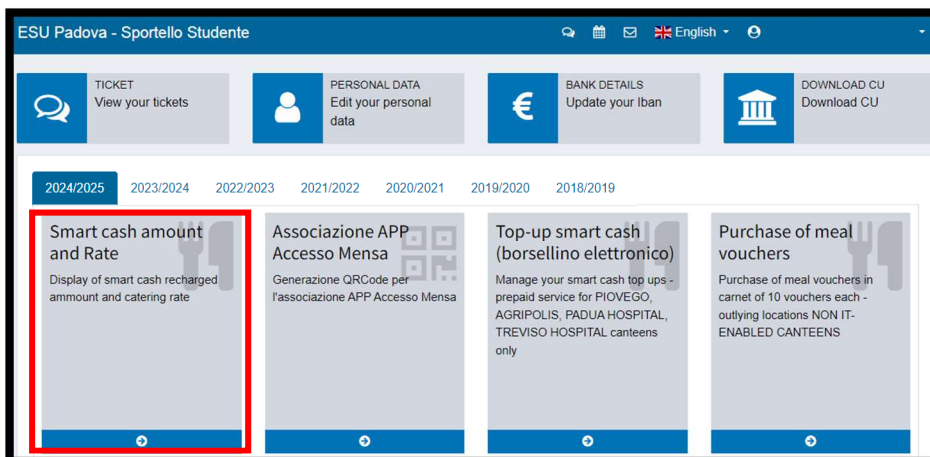 ESU Padova - Sportello Studente
English
TICKET
View your tickets
PERSONAL DATA
Edit your personal
data
€
BANK DETAILS
Update your Iban
DOWNLOAD CU
Download CU
2024/2025 2023/2024 2022/2023 2021/2022 2020/2021 2019/2020 2018/2019
Smart cash amount
and Rate
Display of smart cash recharged
ammount and catering rate
Associazione APP
Accesso Mensa
Generazione QRCode per
l'associazione APP Accesso Mensa
Top-up smart cash
(borsellino elettronico)
Manage your smart cash top ups -
prepaid service for PIOVEGO,
AGRIPOLIS, PADUA HOSPITAL,
TREVISO HOSPITAL canteens
only
Purchase of meal
vouchers
Purchase of meal vouchers in
carnet of 10 vouchers each -
outlying locations NON IT-
ENABLED CANTEENS